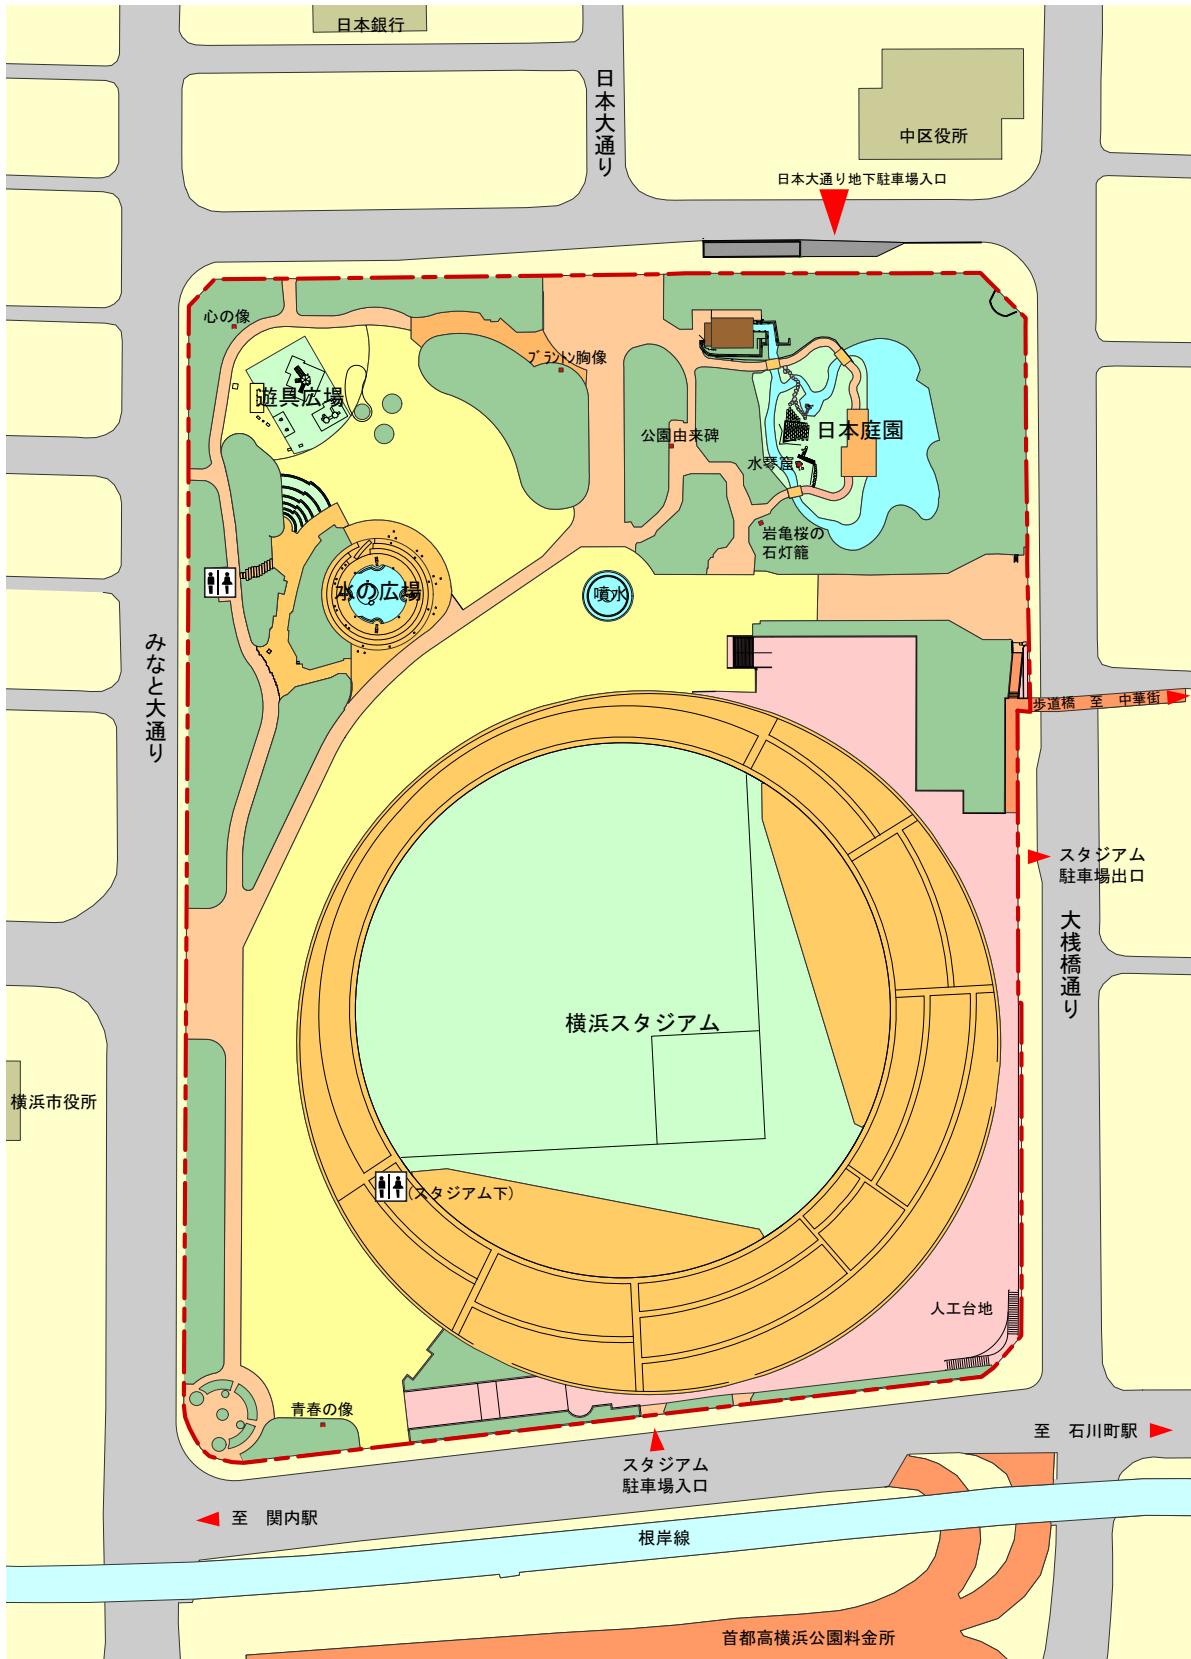 日本銀行
日本大通り
中区役所
日本大通り地下駐車場入口
心の像
ブラントン胸像
遊具広場
公園由来碑
日本庭園
水琴窟
岩亀桜の
石灯籠
水の広場
噴水
みなと大通り
歩道橋　至　中華街
スタジアム
駐車場出口
大桟橋通り
横浜スタジアム
横浜市役所
(スタジアム下)
人工台地
青春の像
至　石川町駅
スタジアム
駐車場入口
至　関内駅
根岸線
首都高横浜公園料金所